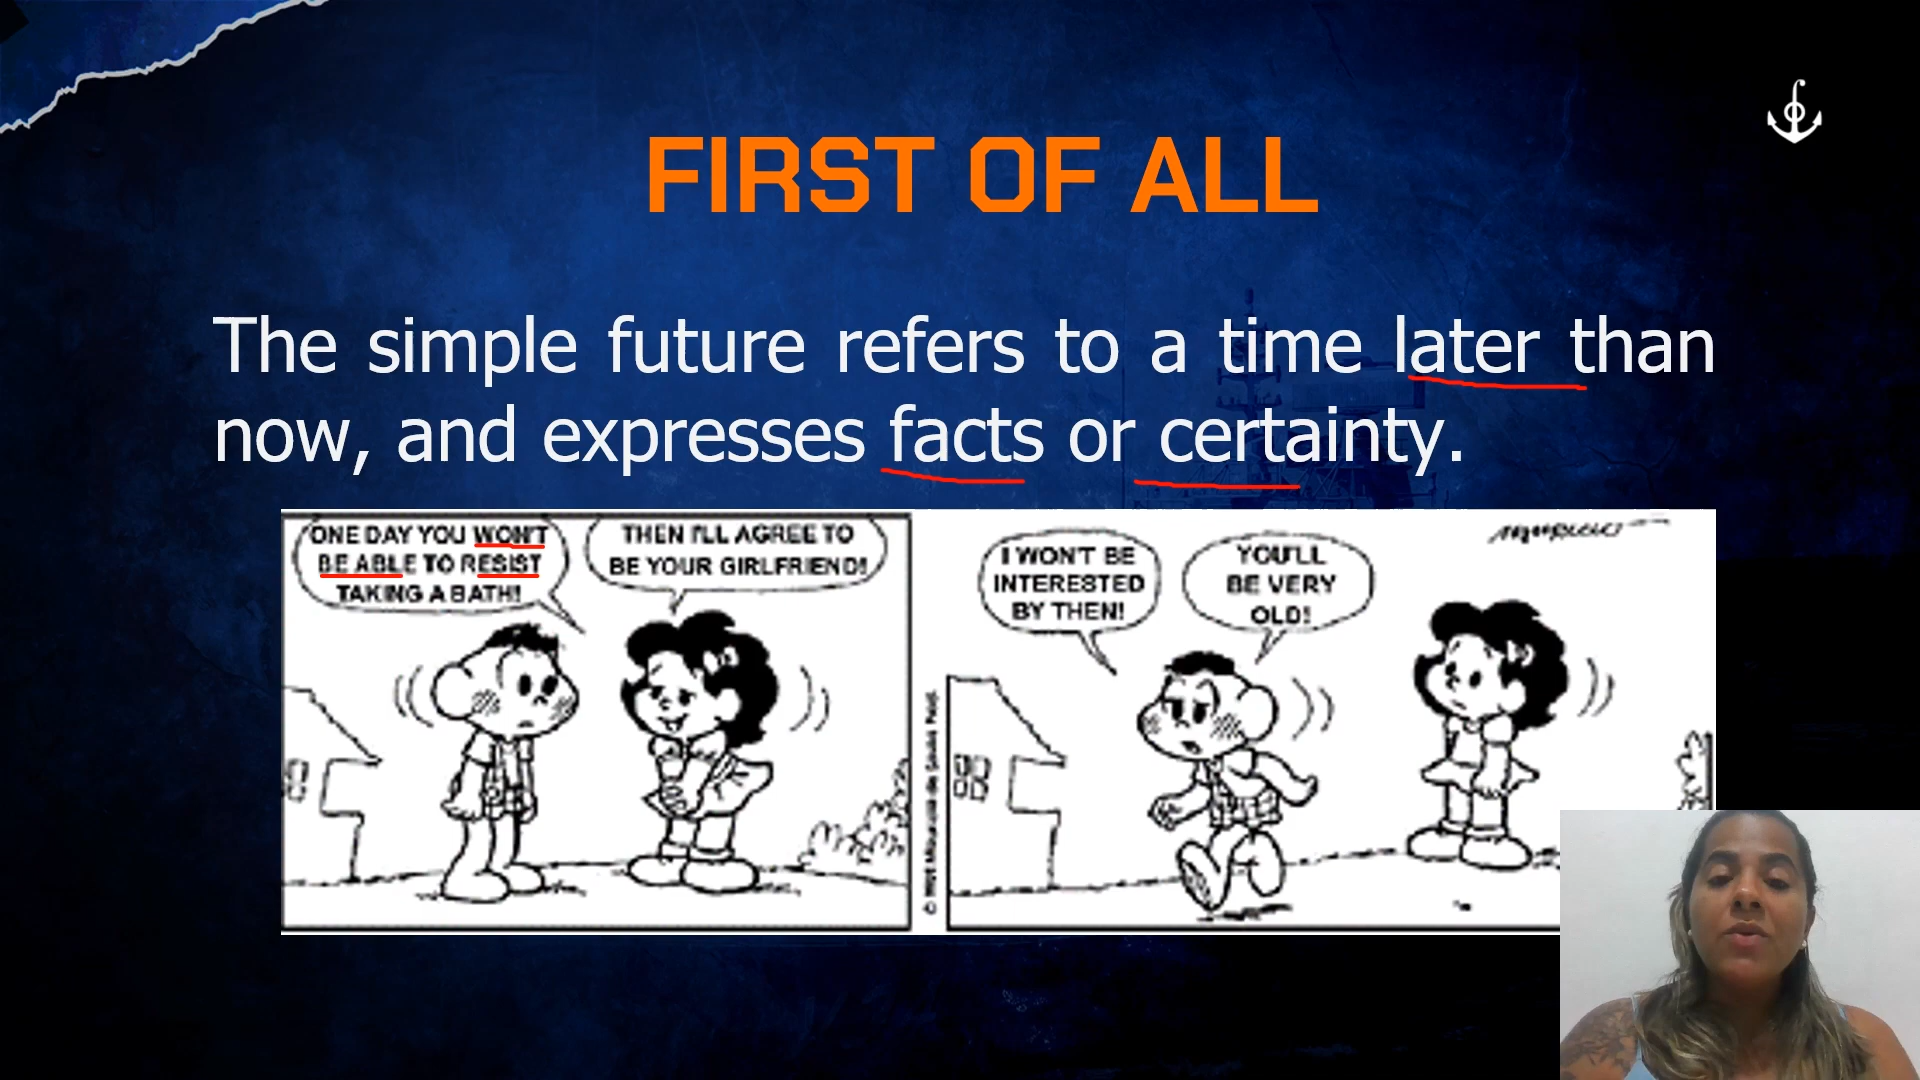 FIRST OF ALL
The simple future refers to a time later than
now, and expresses facts or certainty.
ONE DAY YOU WON'T
BE ABLE TO RESIST
TAKING A BATH!
THEN I'LL AGREE TO
BE YOUR GIRLFRIEND!
I WON'T BE
INTERESTED
BY THEN!
YOU'LL
BE VERY
OLD!